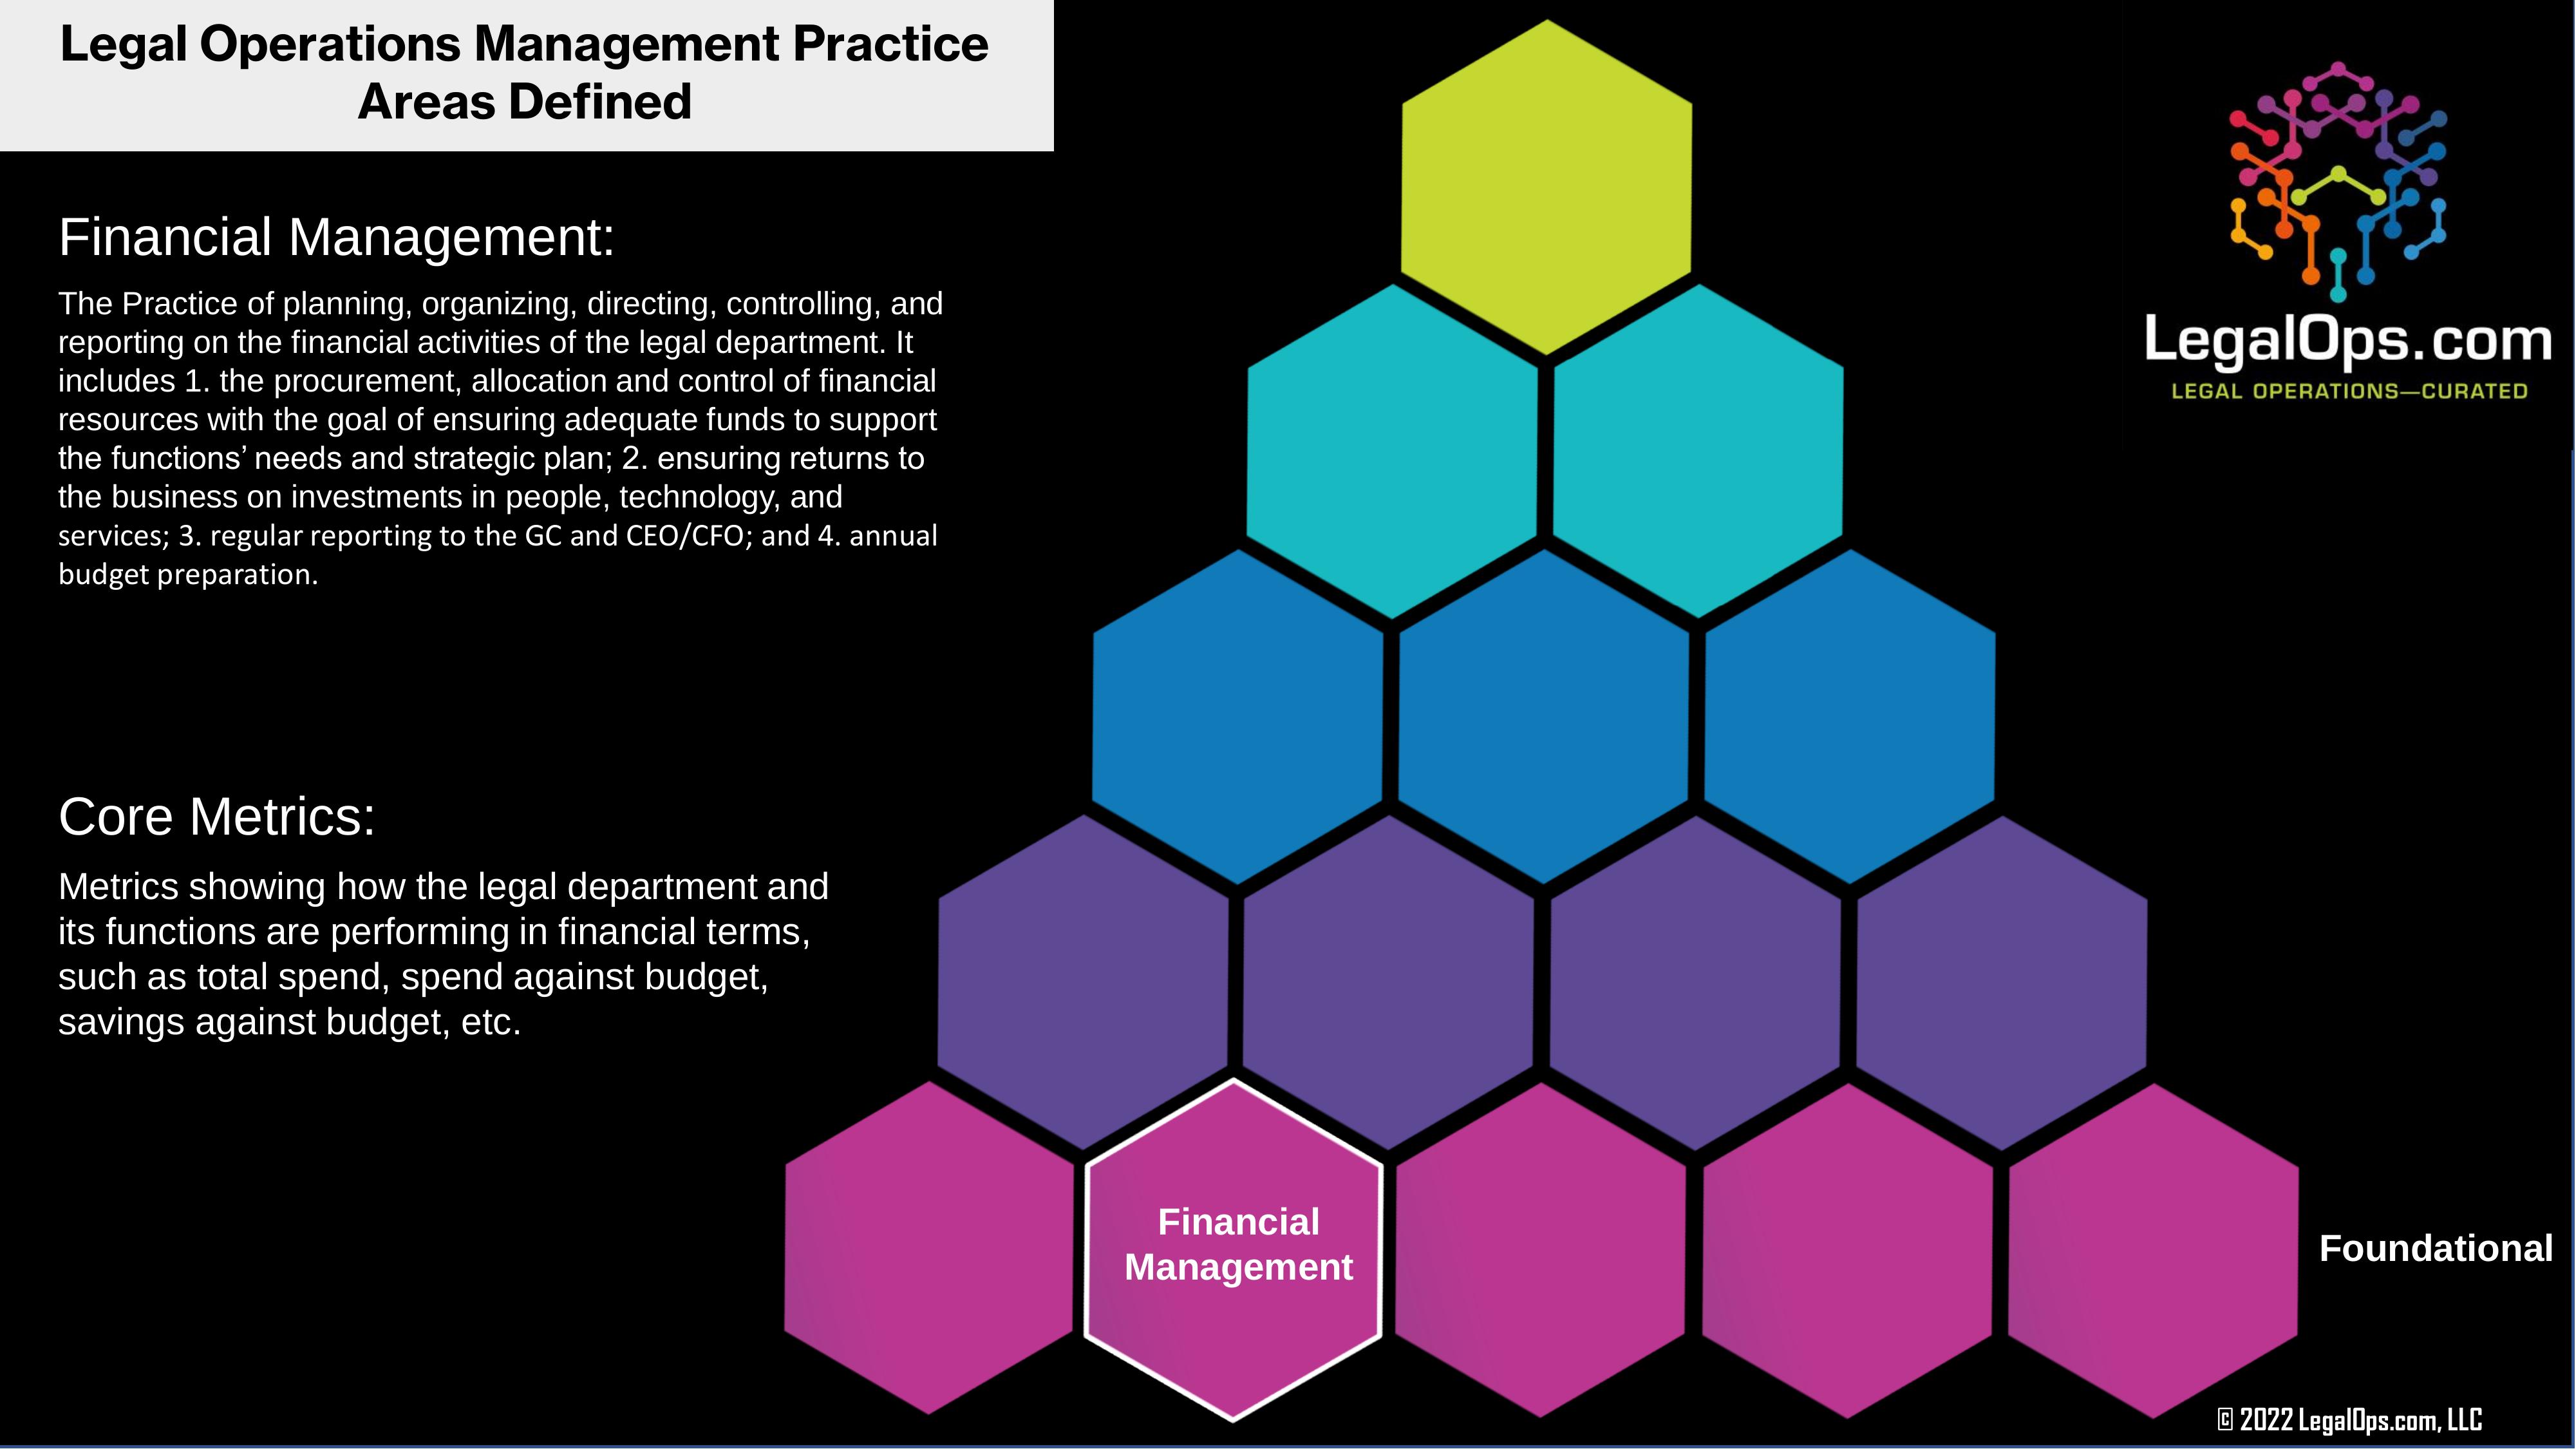 Legal Operations Management Practice
Areas Defined
Financial Management:
The Practice of planning, organizing, directing, controlling, and
reporting on the financial activities of the legal department. It
includes 1. the procurement, allocation and control of financial
resources with the goal of ensuring adequate funds to support
the functions’ needs and strategic plan; 2. ensuring returns to
the business on investments in people, technology, and
services; 3. regular reporting to the GC and CEO/CFO; and 4. annual
budget preparation.
Core Metrics:
Metrics showing how the legal department and
its functions are performing in financial terms,
such as total spend, spend against budget,
savings against budget, etc.
LegalOps.com
LEGAL OPERATIONS—CURATED
Financial
Management
Foundational
© 2022 LegalOps.com, LLC